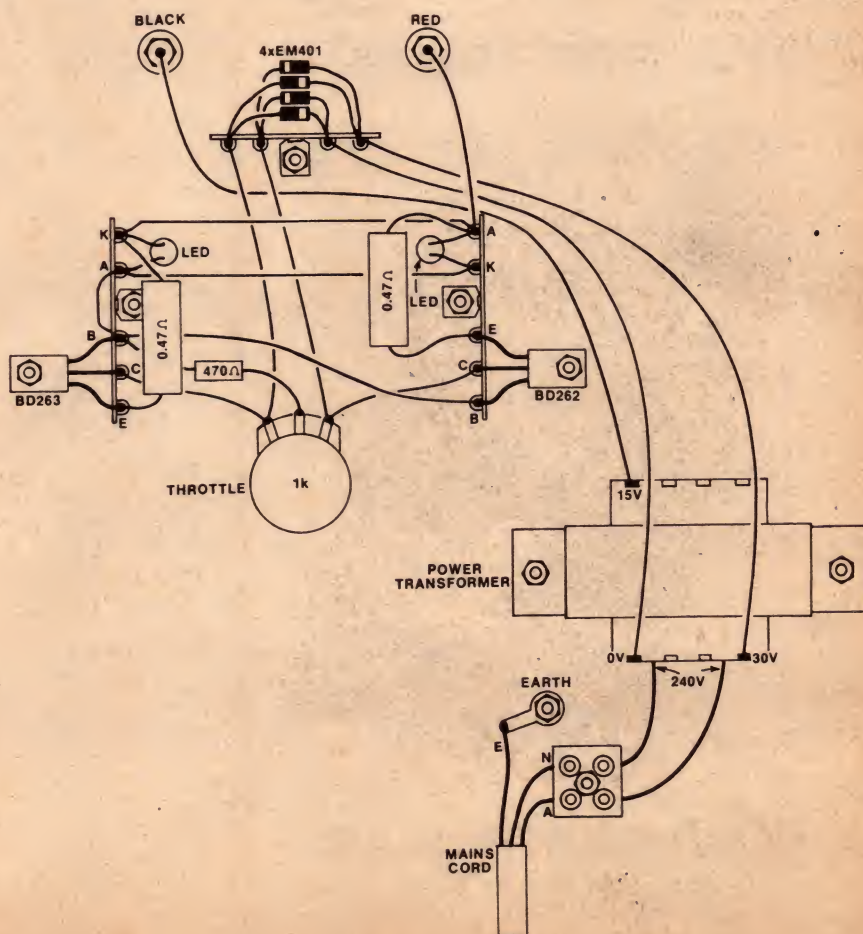 BLACK
RED
4xEM401
K
A
LED
A
K
LED
0.47Ω
0.47Ω
B
E
C
470Ω
C
BD263
BD262
E
B
THROTTLE
1k
15V
POWER
TRANSFORMER
0V
30V
240V
EARTH
E
N
A
MAINS
CORD